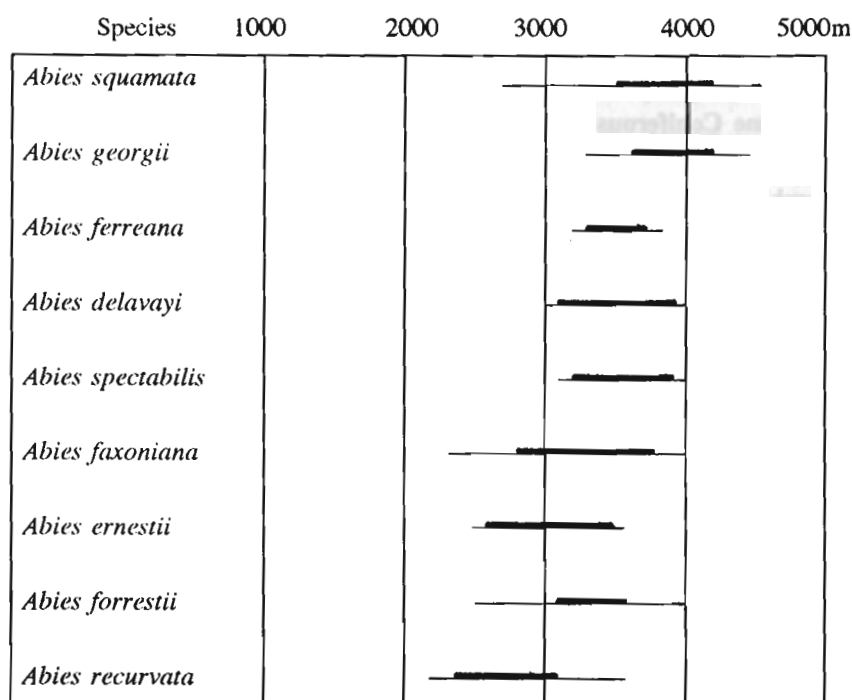 Species 1000 2000 3000 4000 5000m
Abies squamata
Abies georgii
Abies ferreana
Abies delavayi
Abies spectabilis
Abies faxoniana
Abies ernestii
Abies forrestii
Abies recurvata